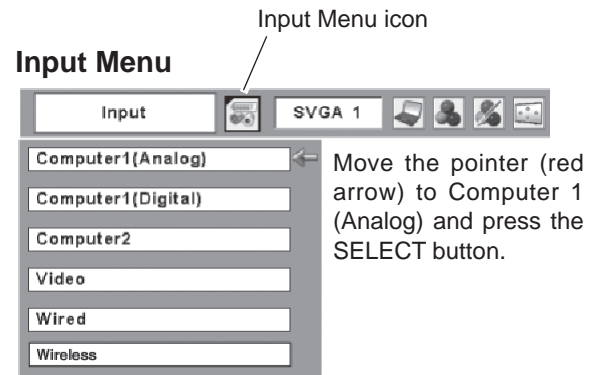 Input Menu icon
Input Menu
Input SVGA 1
Computer1(Analog)
Computer1(Digital)
Computer2
Video
Wired
Wireless
Move the pointer (red
arrow) to Computer 1
(Analog) and press the
SELECT button.